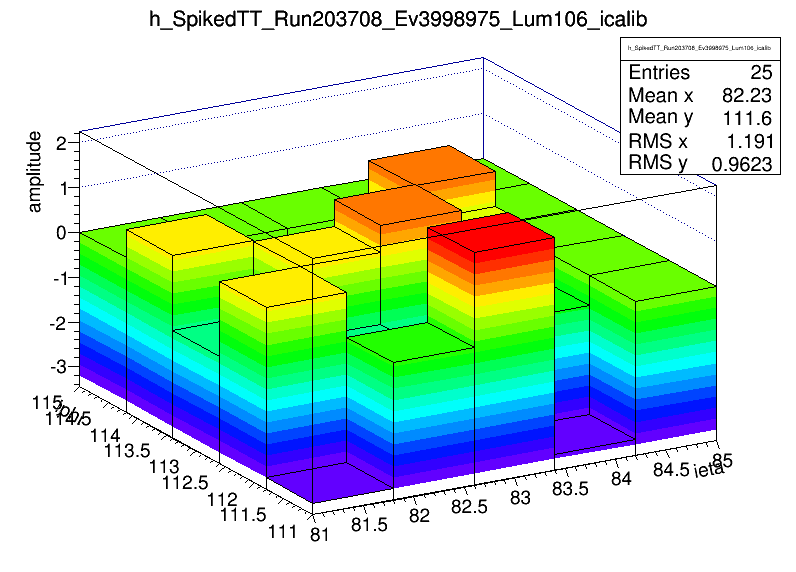 h_SpikedTT_Run203708_Ev3998975_Lum106_icalib
h_SpikedTT_Run203708_Ev3998975_Lum106_icalib
Entries 25
Mean x 82.23
Mean y 111.6
RMS x 1.191
RMS y 0.9623
amplitude
2
1
0
-1
-2
-3
115
114.5
114
113.5
113
112.5
112
111.5
111
81
81.5
82
82.5
83
83.5
84
84.5
85
ieta